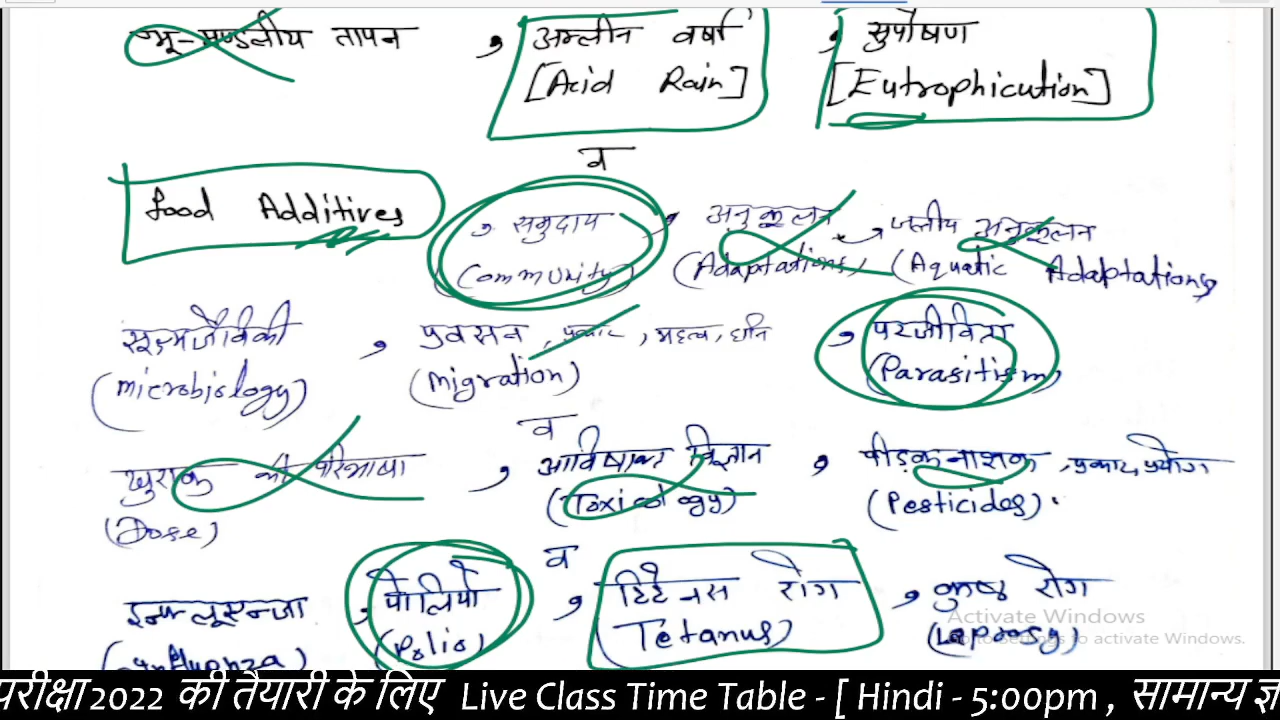 भू-मण्डलीय तापन , अम्लीय वर्षा , सुपोषण
[Acid Rain] [Eutrophicution]
व
food Additives , समुदाय , अनुकूलन , जलीय अनुकूलन
(Community) (Adaptations) (Aquatic Adaptations)
सूक्ष्मजैविकी , प्रवसन , प्रकार , महत्व , हानि , परजीविता
(microbiology) (Migration) (Parasitism)
व
खुराक की परिभाषा , आविषालु विज्ञान , पीड़कनाशक , प्रकार, प्रयोग
(Dose) (Toxicology) (Pesticides)
व
इन्फ्लूएन्जा , पोलियो , टिटेनस रोग , कुष्ठ रोग
(Influenza) (Polio) (Tetanus) (Leprosy)
Activate Windows
Go to Settings to activate Windows.
परीक्षा 2022 की तैयारी के लिए Live Class Time Table - [ Hindi - 5:00pm , सामान्य ज्ञ